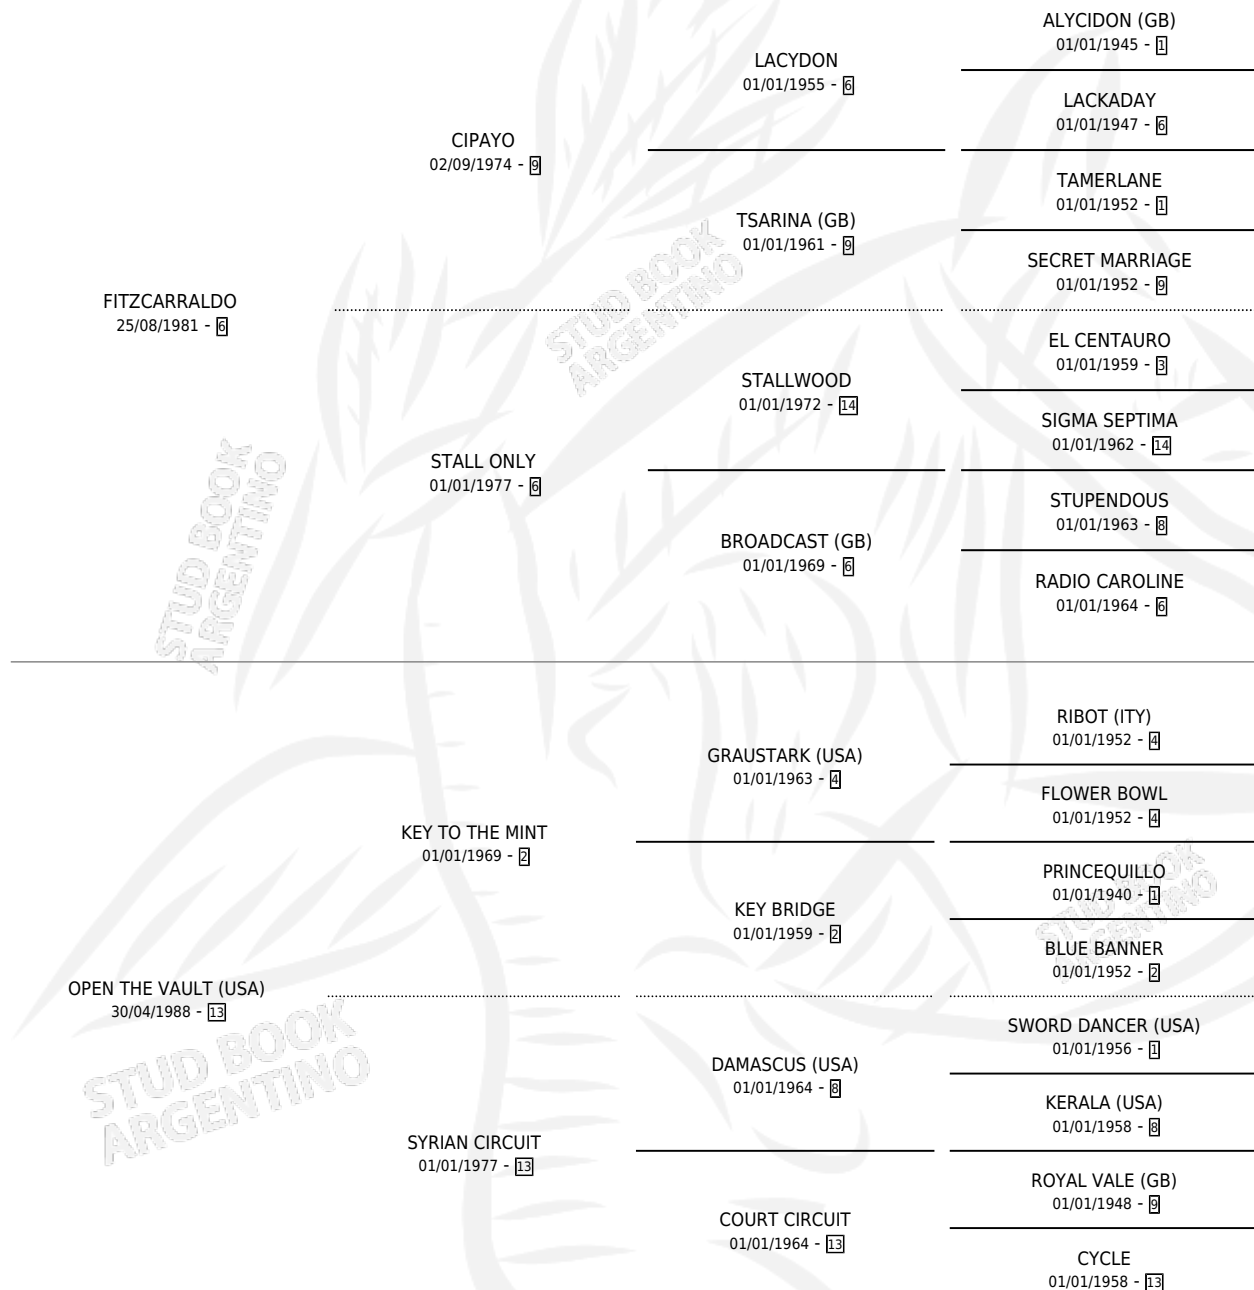 ALYCIDON (GB)
01/01/1945 - 1
LACYDON
01/01/1955 - 6
LACKADAY
01/01/1947 - 6
CIPAYO
02/09/1974 - 9
TAMERLANE
01/01/1952 - 1
TSARINA (GB)
01/01/1961 - 9
SECRET MARRIAGE
01/01/1952 - 9
FITZCARRALDO
25/08/1981 - 6
EL CENTAURO
01/01/1959 - 3
STALLWOOD
01/01/1972 - 14
SIGMA SEPTIMA
01/01/1962 - 14
STALL ONLY
01/01/1977 - 6
STUPENDOUS
01/01/1963 - 8
BROADCAST (GB)
01/01/1969 - 6
RADIO CAROLINE
01/01/1964 - 6
STUD BOOK
ARGENTINO
STUD BOOK
ARGENTINO
RIBOT (ITY)
01/01/1952 - 4
GRAUSTARK (USA)
01/01/1963 - 4
FLOWER BOWL
01/01/1952 - 4
KEY TO THE MINT
01/01/1969 - 2
PRINCEQUILLO
01/01/1940 - 1
KEY BRIDGE
01/01/1959 - 2
BLUE BANNER
01/01/1952 - 2
OPEN THE VAULT (USA)
30/04/1988 - 13
SWORD DANCER (USA)
01/01/1956 - 1
DAMASCUS (USA)
01/01/1964 - 8
KERALA (USA)
01/01/1958 - 8
SYRIAN CIRCUIT
01/01/1977 - 13
ROYAL VALE (GB)
01/01/1948 - 9
COURT CIRCUIT
01/01/1964 - 13
CYCLE
01/01/1958 - 13
STUD BOOK
ARGENTINO
STUD BOOK
ARGENTINO